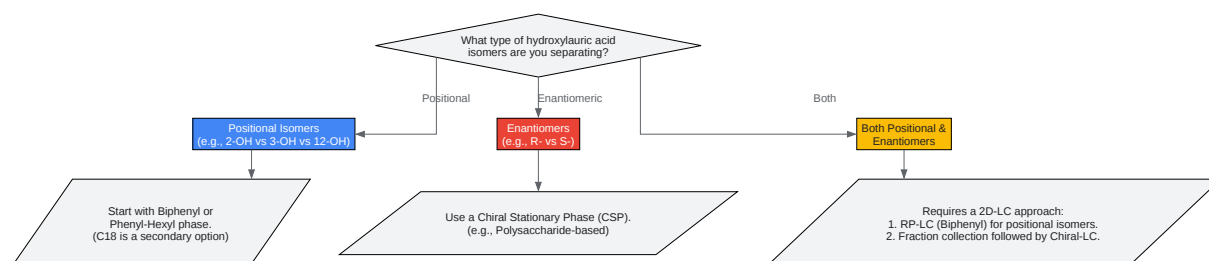 What type of hydroxylauric acid
isomers are you separating?
Positional
Enantiomeric
Both
Positional Isomers
(e.g., 2-OH vs 3-OH vs 12-OH)
Enantiomers
(e.g., R- vs S-)
Both Positional &
Enantiomers
Start with Biphenyl or
Phenyl-Hexyl phase.
(C18 is a secondary option)
Use a Chiral Stationary Phase (CSP).
(e.g., Polysaccharide-based)
Requires a 2D-LC approach:
1. RP-LC (Biphenyl) for positional isomers.
2. Fraction collection followed by Chiral-LC.